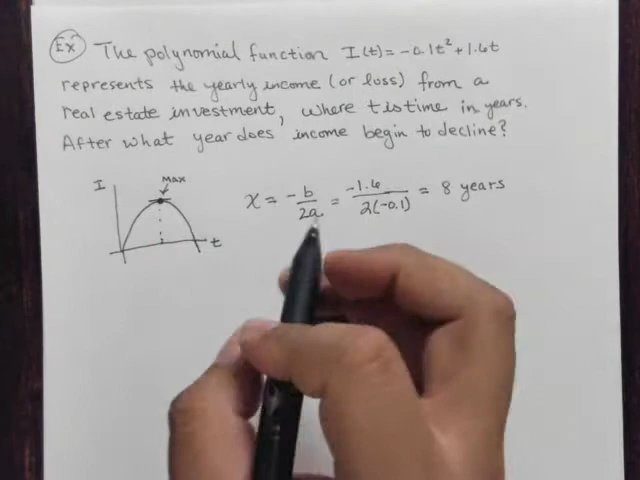 Ex The polynomial function I(t)=-0.1t²+1.6t
represents the yearly income (or loss) from a
real estate investment, where t is time in years.
After what year does income begin to decline?
MAX
I
t
x = -b/2a = -1.6/2(-0.1) = 8 years